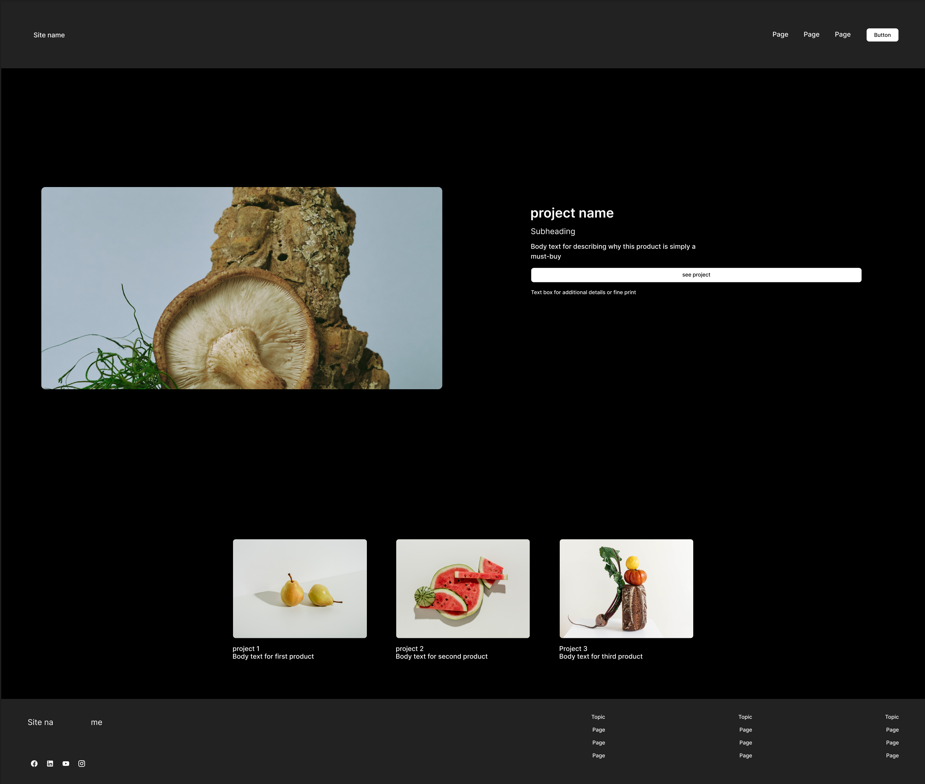 Site name
Page Page Page Button
project name
Subheading
Body text for describing why this product is simply a
must-buy
see project
Text box for additional details or fine print
project 1
Body text for first product
project 2
Body text for second product
Project 3
Body text for third product
Site na me
Topic
Page
Page
Page
Topic
Page
Page
Page
Topic
Page
Page
Page